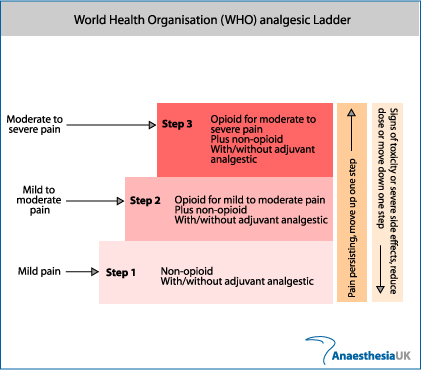 World Health Organisation (WHO) analgesic Ladder
Moderate to
severe pain
Step 3
Opioid for moderate to
severe pain
Plus non-opioid
With/without adjuvant
analgestic
Mild to
moderate
pain
Step 2
Opioid for mild to moderate pain
Plus non-opioid
With/without adjuvant analgestic
Mild pain
Step 1
Non-opioid
With/without adjuvant analgestic
Pain persisting, move up one step
Signs of toxicity or severe side effects, reduce
dose or move down one step
AnaesthesiaUK